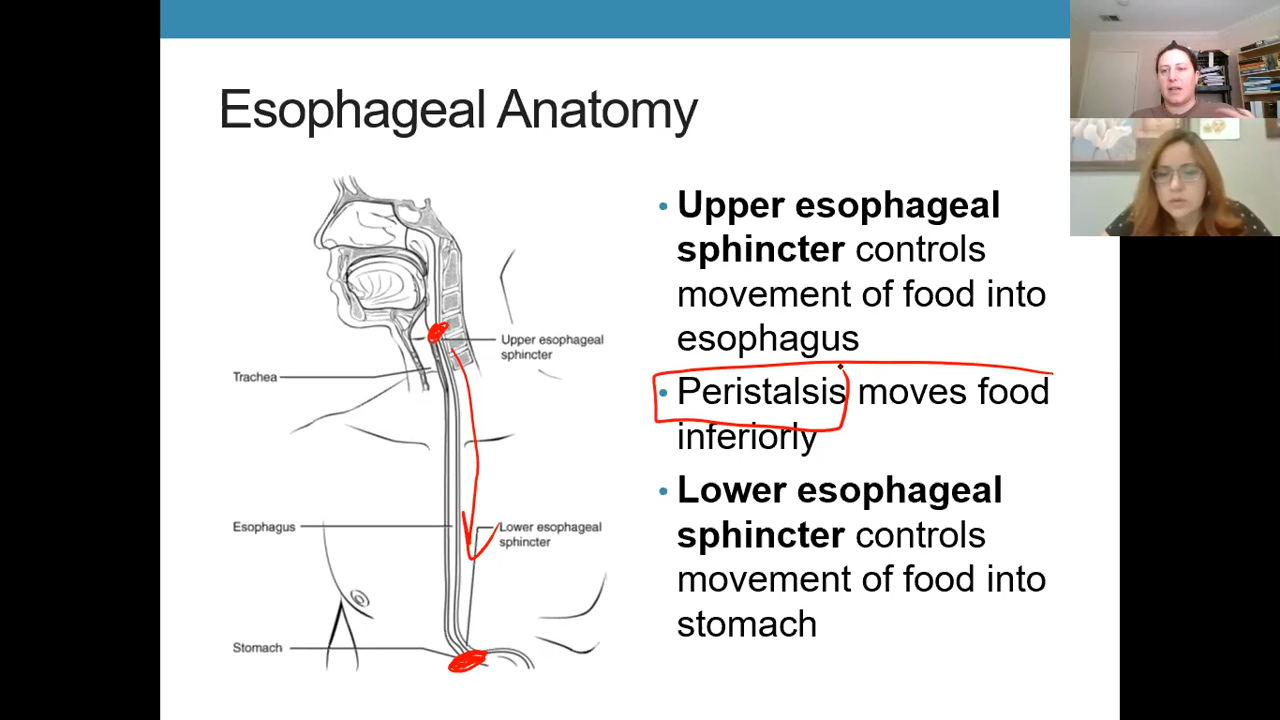 Esophageal Anatomy
Upper esophageal
sphincter
Trachea
Esophagus
Lower esophageal
sphincter
Stomach
• Upper esophageal
sphincter controls
movement of food into
esophagus
• Peristalsis moves food
inferiorly
• Lower esophageal
sphincter controls
movement of food into
stomach